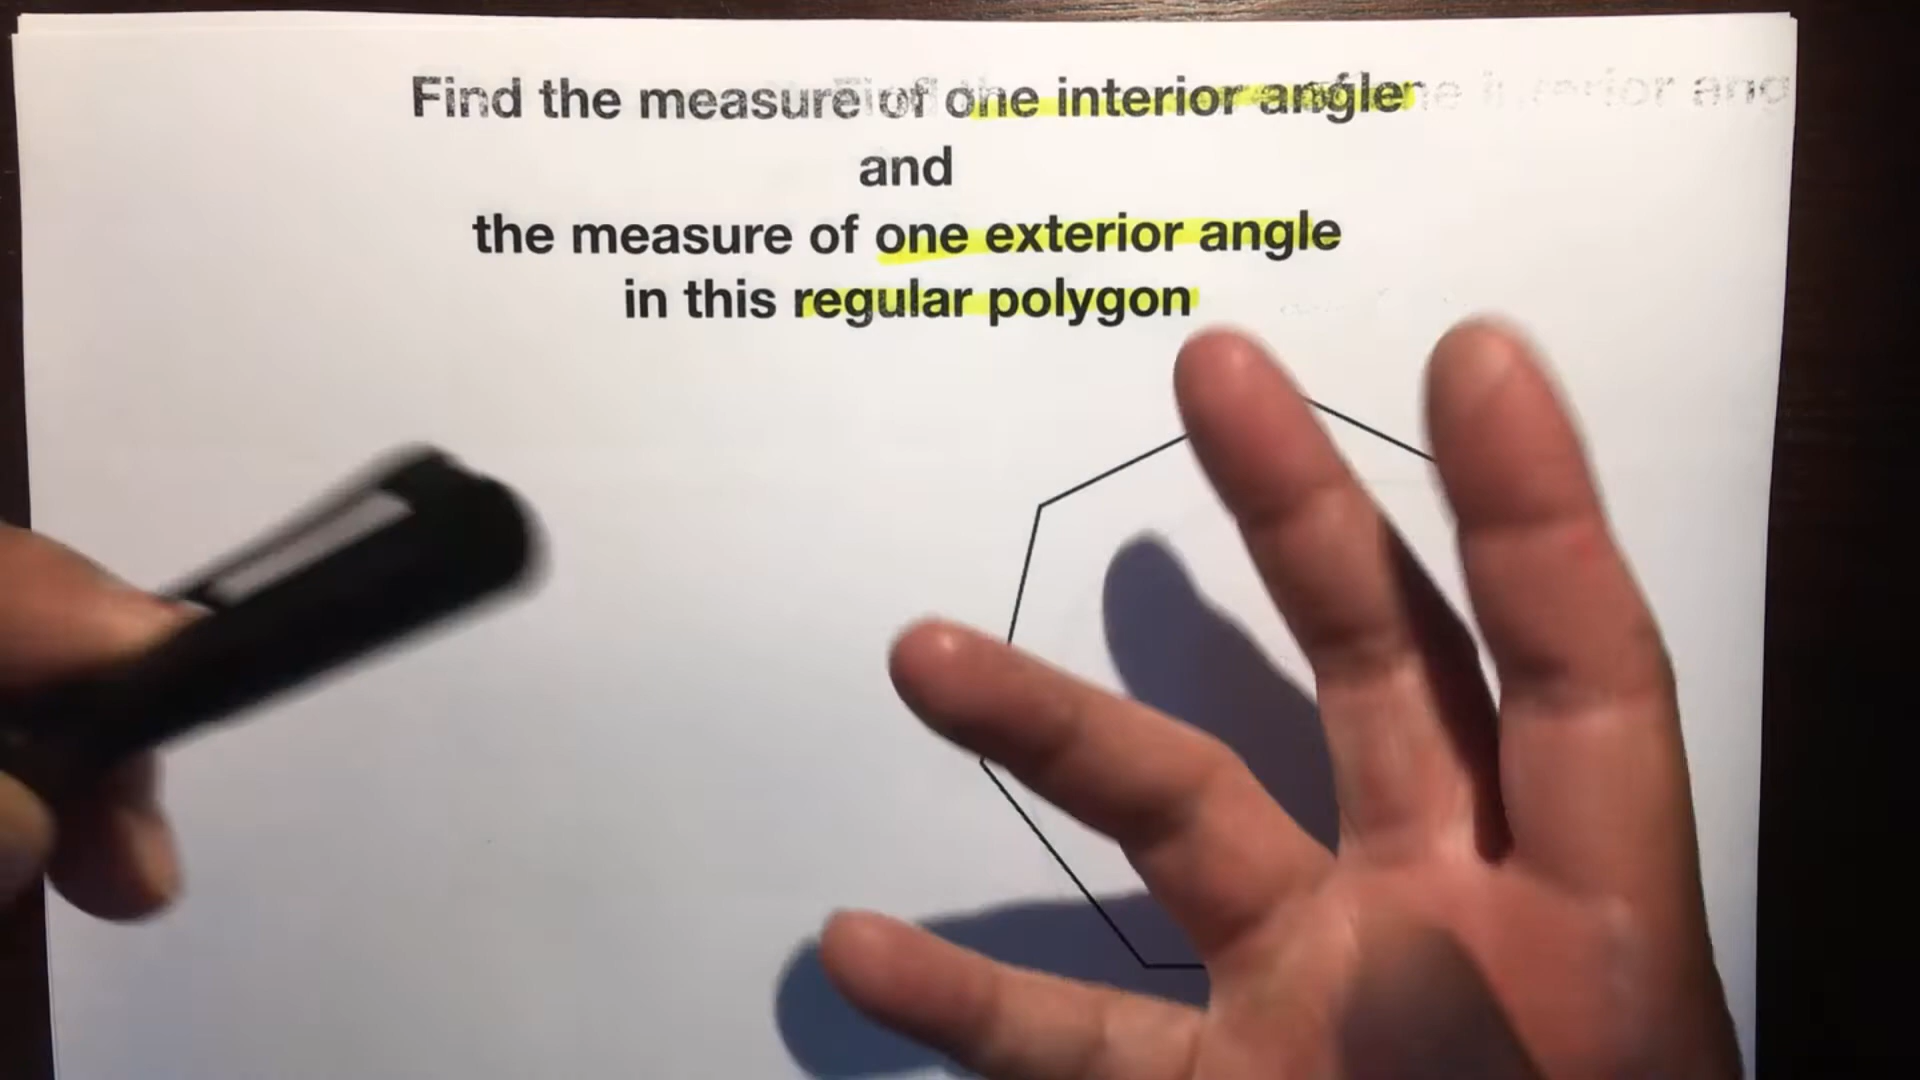 Find the measure of one interior angle
and
the measure of one exterior angle
in this regular polygon